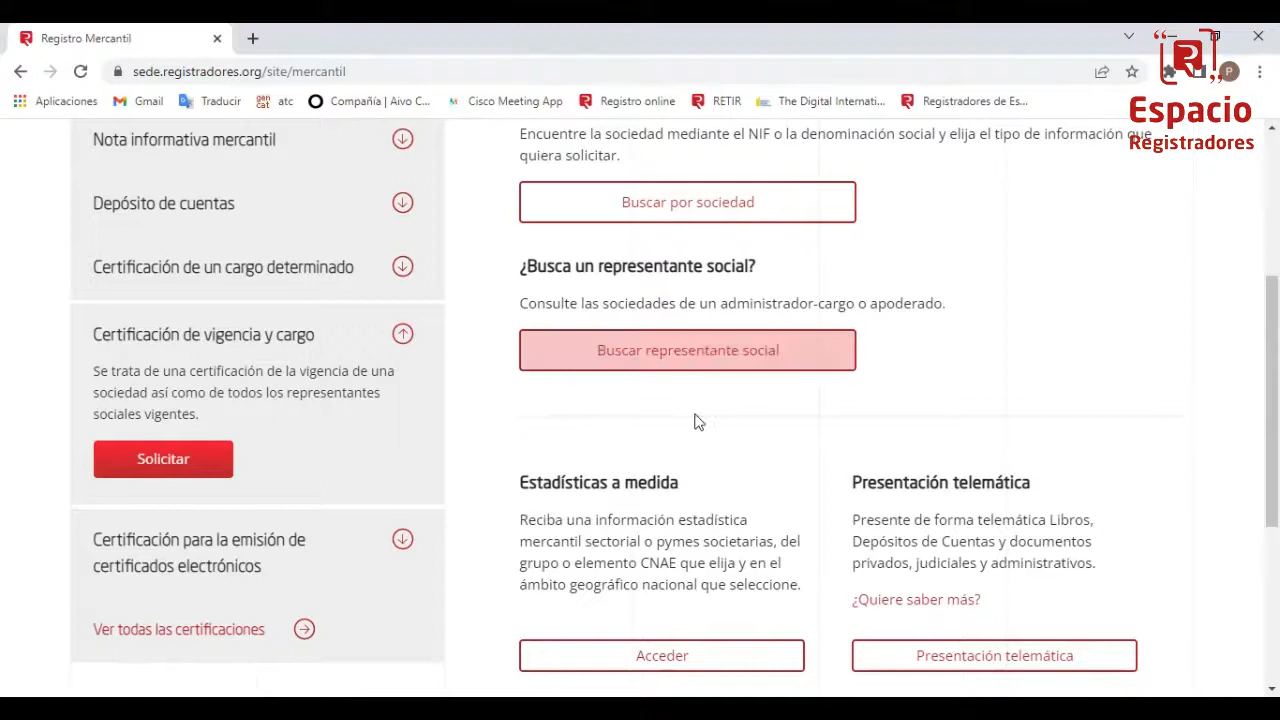 Registro Mercantil
sede.registradores.org/site/mercantil
P
Aplicaciones
Gmail
Traducir
gen cat
atc
Compañía | Aivo C...
Cisco Meeting App
Registro online
RETIR
The Digital Internati...
Registradores de Es...
Espacio
Registradores
Nota informativa mercantil
Depósito de cuentas
Certificación de un cargo determinado
Certificación de vigencia y cargo
Se trata de una certificación de la vigencia de una
sociedad así como de todos los representantes
sociales vigentes.
Solicitar
Certificación para la emisión de
certificados electrónicos
Ver todas las certificaciones
Encuentre la sociedad mediante el NIF o la denominación social y elija el tipo de información que
quiera solicitar.
Buscar por sociedad
¿Busca un representante social?
Consulte las sociedades de un administrador-cargo o apoderado.
Buscar representante social
Estadísticas a medida
Reciba una información estadística
mercantil sectorial o pymes societarias, del
grupo o elemento CNAE que elija y en el
ámbito geográfico nacional que seleccione.
Acceder
Presentación telemática
Presente de forma telemática Libros,
Depósitos de Cuentas y documentos
privados, judiciales y administrativos.
¿Quiere saber más?
Presentación telemática